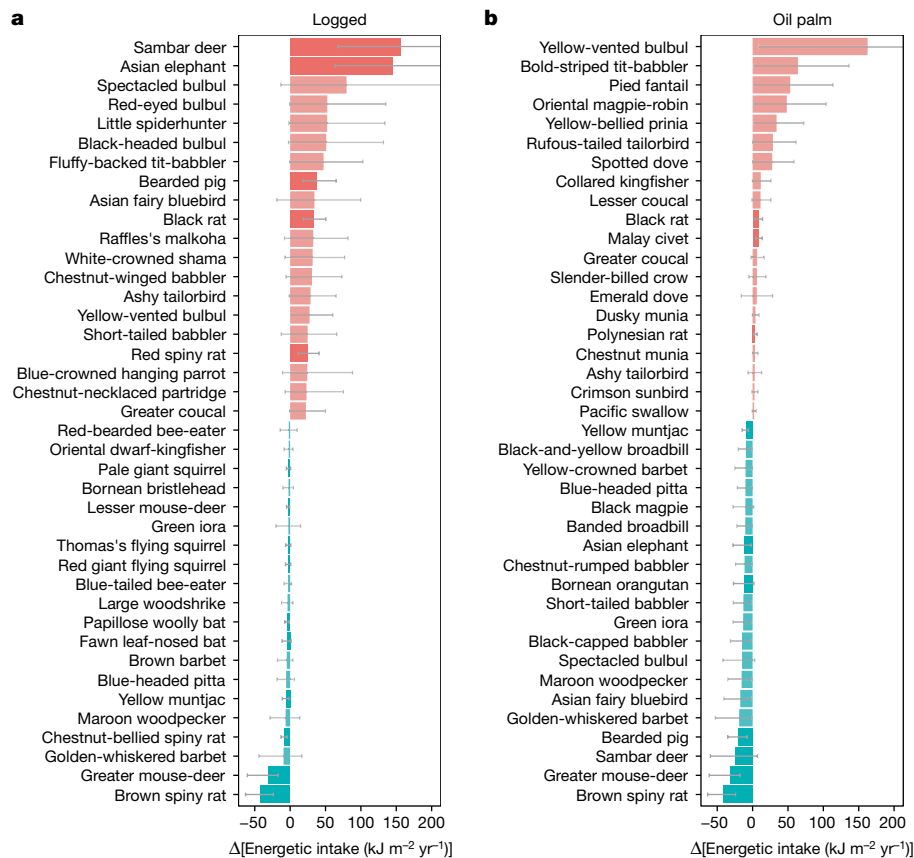 a
Logged
Sambar deer
Asian elephant
Spectacled bulbul
Red-eyed bulbul
Little spiderhunter
Black-headed bulbul
Fluffy-backed tit-babbler
Bearded pig
Asian fairy bluebird
Black rat
Raffles's malkoha
White-crowned shama
Chestnut-winged babbler
Ashy tailorbird
Yellow-vented bulbul
Short-tailed babbler
Red spiny rat
Blue-crowned hanging parrot
Chestnut-necklaced partridge
Greater coucal
Red-bearded bee-eater
Oriental dwarf-kingfisher
Pale giant squirrel
Bornean bristlehead
Lesser mouse-deer
Green iora
Thomas's flying squirrel
Red giant flying squirrel
Blue-tailed bee-eater
Large woodshrike
Papillose woolly bat
Fawn leaf-nosed bat
Brown barbet
Blue-headed pitta
Yellow muntjac
Maroon woodpecker
Chestnut-bellied spiny rat
Golden-whiskered barbet
Greater mouse-deer
Brown spiny rat
−50 0 50 100 150 200
Δ[Energetic intake (kJ m⁻² yr⁻¹)]
b
Oil palm
Yellow-vented bulbul
Bold-striped tit-babbler
Pied fantail
Oriental magpie-robin
Yellow-bellied prinia
Rufous-tailed tailorbird
Spotted dove
Collared kingfisher
Lesser coucal
Black rat
Malay civet
Greater coucal
Slender-billed crow
Emerald dove
Dusky munia
Polynesian rat
Chestnut munia
Ashy tailorbird
Crimson sunbird
Pacific swallow
Yellow muntjac
Black-and-yellow broadbill
Yellow-crowned barbet
Blue-headed pitta
Black magpie
Banded broadbill
Asian elephant
Chestnut-rumped babbler
Bornean orangutan
Short-tailed babbler
Green iora
Black-capped babbler
Spectacled bulbul
Maroon woodpecker
Asian fairy bluebird
Golden-whiskered barbet
Bearded pig
Sambar deer
Greater mouse-deer
Brown spiny rat
−50 0 50 100 150 200
Δ[Energetic intake (kJ m⁻² yr⁻¹)]